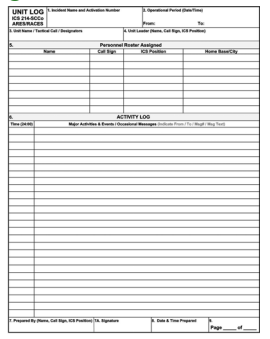 UNIT LOG
ICS 214-SCCo
ARES/RACES
1. Incident Name and Activation Number
2. Operational Period (Date/Time)
From: To:
3. Unit Name / Tactical Call / Designators
4. Unit Leader (Name, Call Sign, ICS Position)
5. Personnel Roster Assigned
Name Call Sign ICS Position Home Base/City
6. ACTIVITY LOG
Time (24:00) Major Activities & Events / Occasional Messages (Indicate From / To / Msg# / Msg Text)
7. Prepared By (Name, Call Sign, ICS Position) 7A. Signature 8. Date & Time Prepared 9.
Page _____ of _____